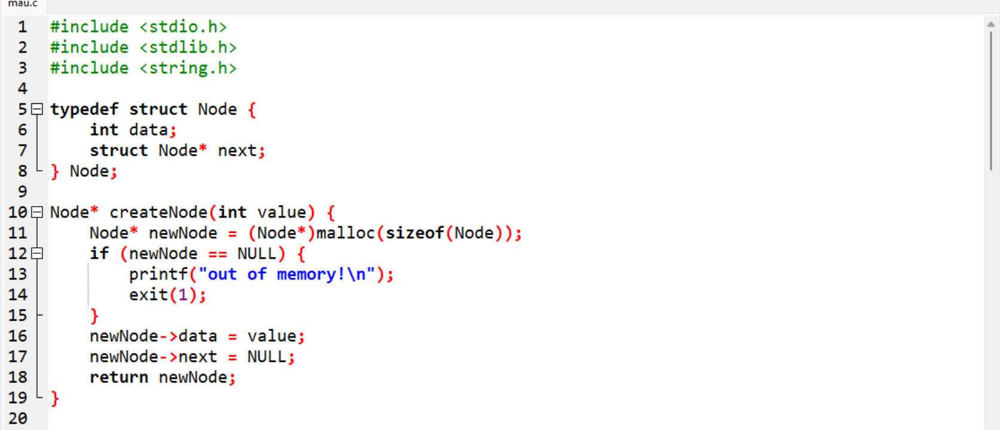 mau.c
1 #include <stdio.h>
2 #include <stdlib.h>
3 #include <string.h>
4
5 typedef struct Node {
6     int data;
7     struct Node* next;
8 } Node;
9
10 Node* createNode(int value) {
11     Node* newNode = (Node*)malloc(sizeof(Node));
12     if (newNode == NULL) {
13         printf("out of memory!\n");
14         exit(1);
15     }
16     newNode->data = value;
17     newNode->next = NULL;
18     return newNode;
19 }
20